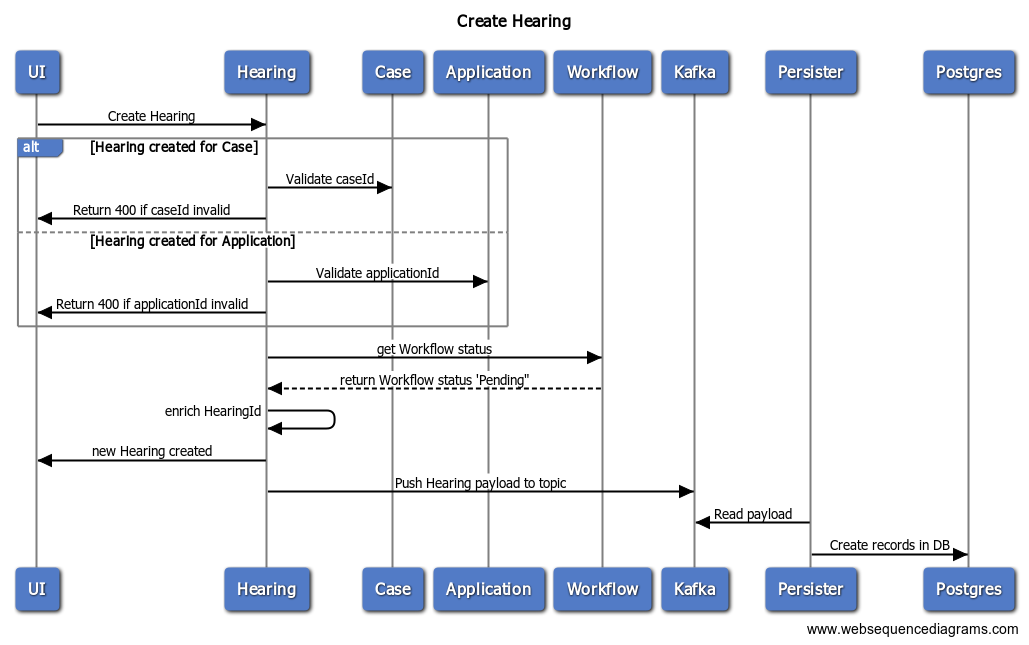 Create Hearing
UI Hearing Case Application Workflow Kafka Persister Postgres
Create Hearing
alt [Hearing created for Case]
Validate caseId
Return 400 if caseId invalid
[Hearing created for Application]
Validate applicationId
Return 400 if applicationId invalid
get Workflow status
return Workflow status 'Pending"
enrich HearingId
new Hearing created
Push Hearing payload to topic
Read payload
Create records in DB
UI Hearing Case Application Workflow Kafka Persister Postgres
www.websequencediagrams.com